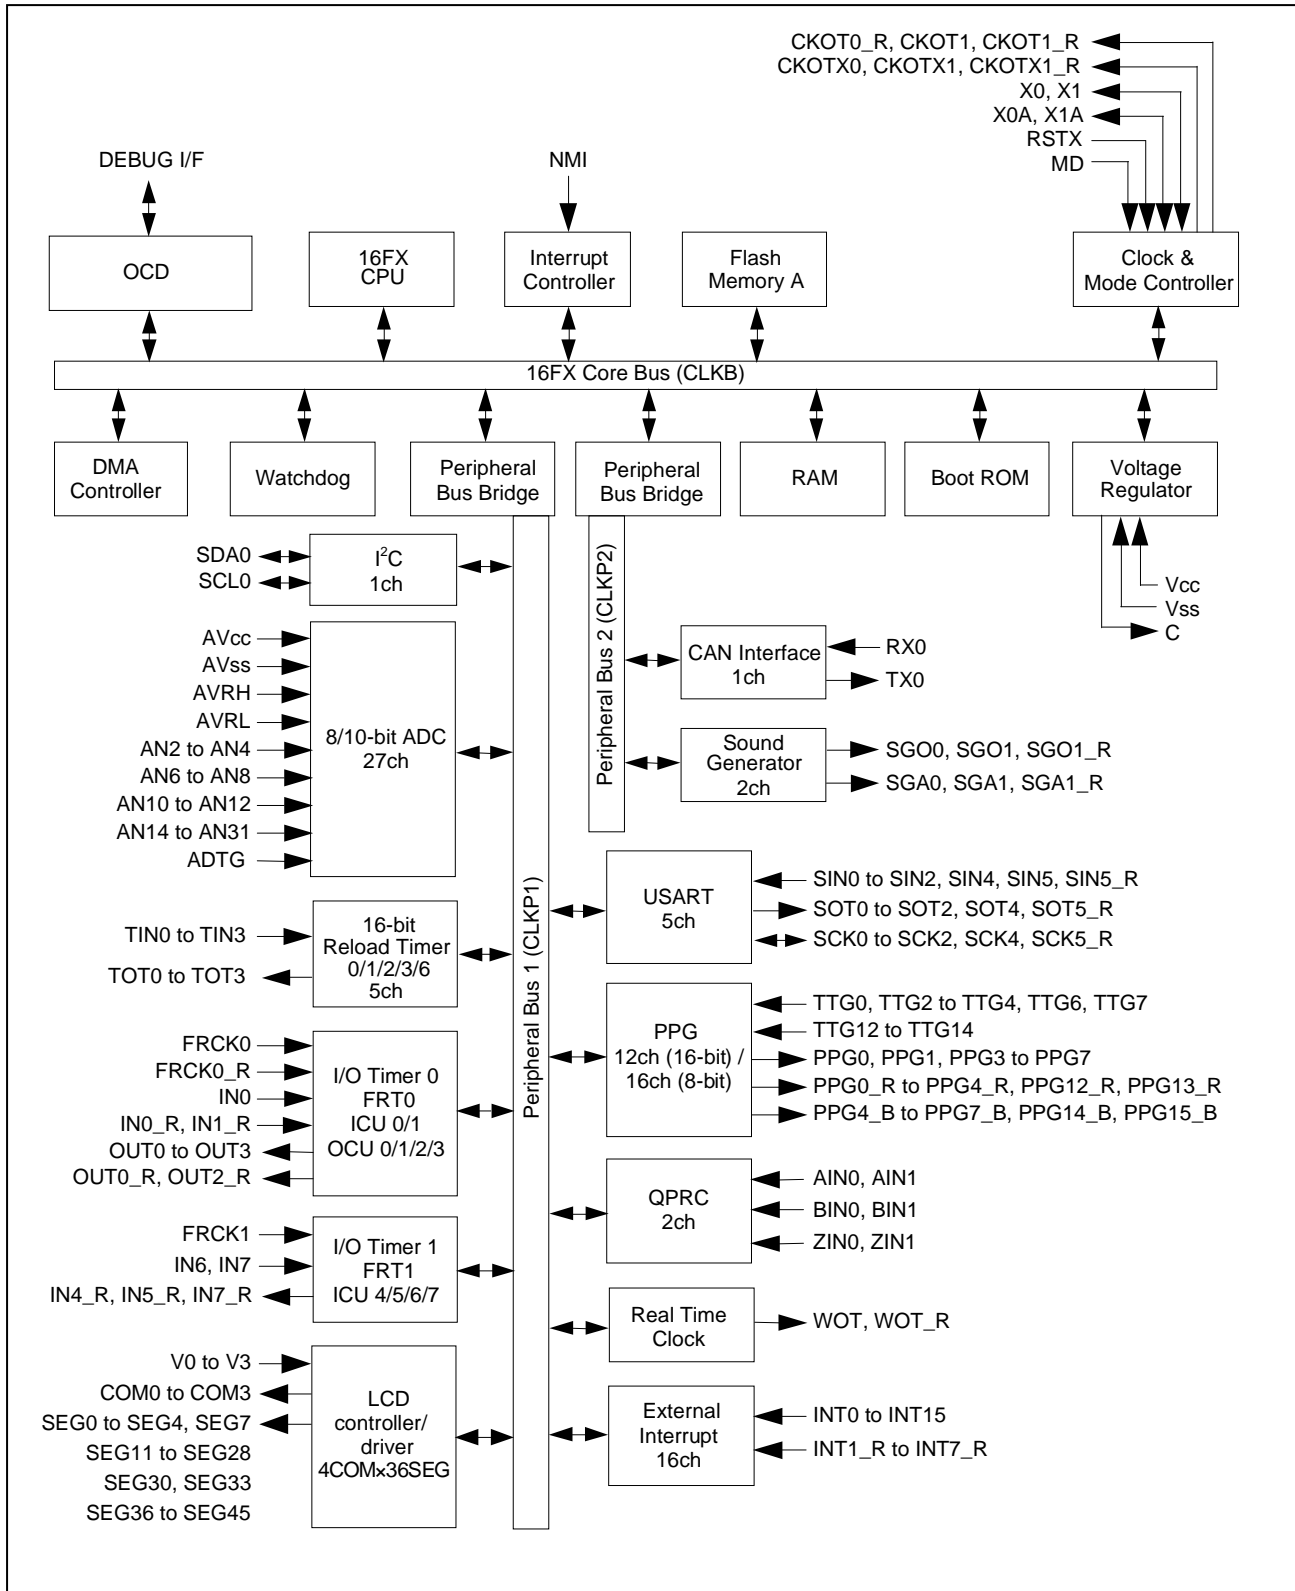 CKOT0_R, CKOT1, CKOT1_R
CKOTX0, CKOTX1, CKOTX1_R
X0, X1
X0A, X1A
RSTX
MD
DEBUG I/F
NMI
OCD
16FX
CPU
Interrupt
Controller
Flash
Memory A
Clock &
Mode Controller
16FX Core Bus (CLKB)
DMA
Controller
Watchdog
Peripheral
Bus Bridge
Peripheral
Bus Bridge
RAM
Boot ROM
Voltage
Regulator
Vcc
Vss
C
Peripheral Bus 1 (CLKP1)
Peripheral Bus 2 (CLKP2)
SDA0
SCL0
I²C
1ch
AVcc
AVss
AVRH
AVRL
AN2 to AN4
AN6 to AN8
AN10 to AN12
AN14 to AN31
ADTG
8/10-bit ADC
27ch
TIN0 to TIN3
TOT0 to TOT3
16-bit
Reload Timer
0/1/2/3/6
5ch
FRCK0
FRCK0_R
IN0
IN0_R, IN1_R
OUT0 to OUT3
OUT0_R, OUT2_R
I/O Timer 0
FRT0
ICU 0/1
OCU 0/1/2/3
FRCK1
IN6, IN7
IN4_R, IN5_R, IN7_R
I/O Timer 1
FRT1
ICU 4/5/6/7
V0 to V3
COM0 to COM3
SEG0 to SEG4, SEG7
SEG11 to SEG28
SEG30, SEG33
SEG36 to SEG45
LCD
controller/
driver
4COM×36SEG
CAN Interface
1ch
RX0
TX0
Sound
Generator
2ch
SGO0, SGO1, SGO1_R
SGA0, SGA1, SGA1_R
USART
5ch
SIN0 to SIN2, SIN4, SIN5, SIN5_R
SOT0 to SOT2, SOT4, SOT5_R
SCK0 to SCK2, SCK4, SCK5_R
PPG
12ch (16-bit) /
16ch (8-bit)
TTG0, TTG2 to TTG4, TTG6, TTG7
TTG12 to TTG14
PPG0, PPG1, PPG3 to PPG7
PPG0_R to PPG4_R, PPG12_R, PPG13_R
PPG4_B to PPG7_B, PPG14_B, PPG15_B
QPRC
2ch
AIN0, AIN1
BIN0, BIN1
ZIN0, ZIN1
Real Time
Clock
WOT, WOT_R
External
Interrupt
16ch
INT0 to INT15
INT1_R to INT7_R